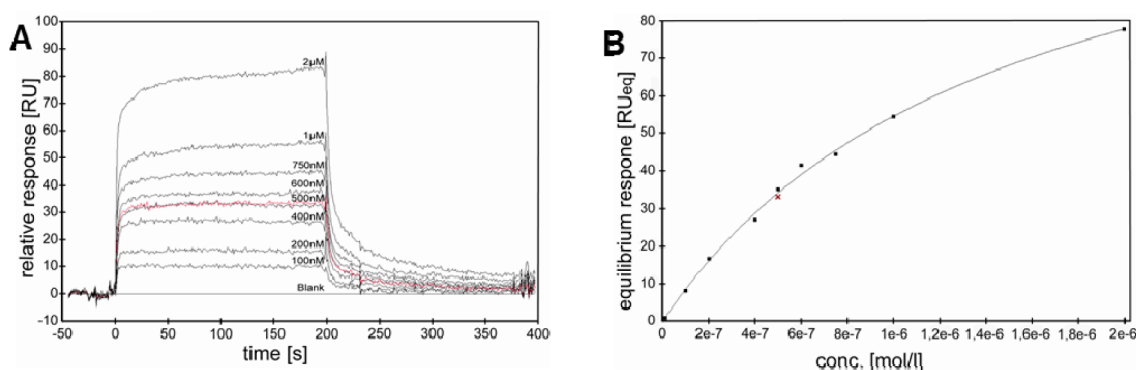 A
relative response [RU]
100
90
80
70
60
50
40
30
20
10
0
−10
2µM
1µM
750nM
600nM
500nM
400nM
200nM
100nM
Blank
-50 0 50 100 150 200 250 300 350 400
time [s]
B
equilibrium respone [RUeq]
80
70
60
50
40
30
20
10
0
0 2e-7 4e-7 6e-7 8e-7 1e-6 1,2e-6 1,4e-6 1,6e-6 1,8e-6 2e-6
conc. [mol/l]